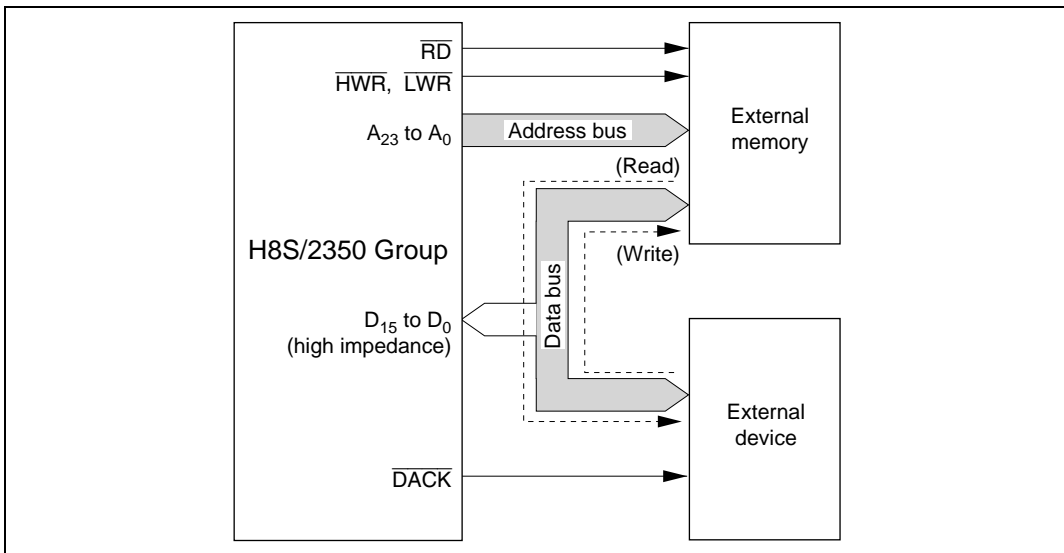 RD
HWR, LWR
A23 to A0
Address bus
External
memory
(Read)
H8S/2350 Group
(Write)
Data bus
D15 to D0
(high impedance)
External
device
DACK